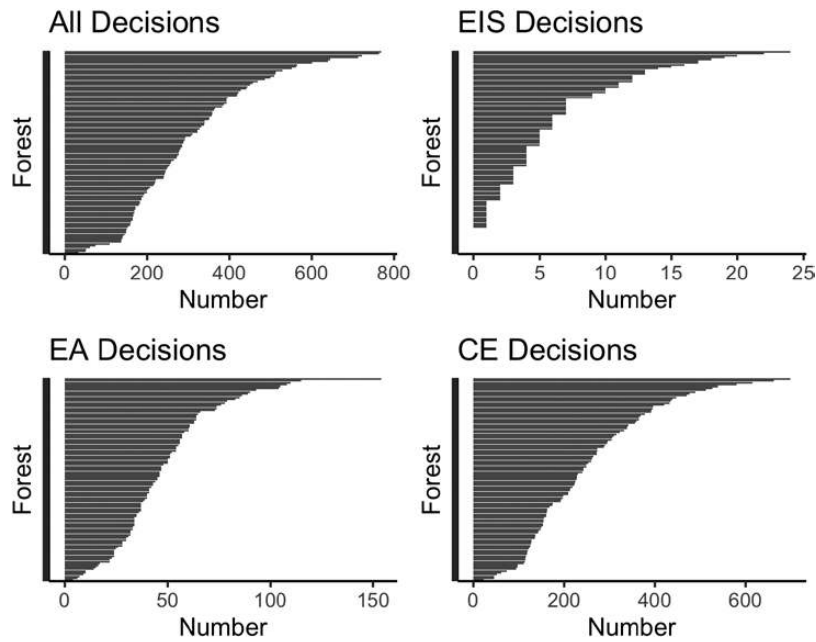 All Decisions
Forest
0 200 400 600 800
Number
EIS Decisions
Forest
0 5 10 15 20 25
Number
EA Decisions
Forest
0 50 100 150
Number
CE Decisions
Forest
0 200 400 600
Number